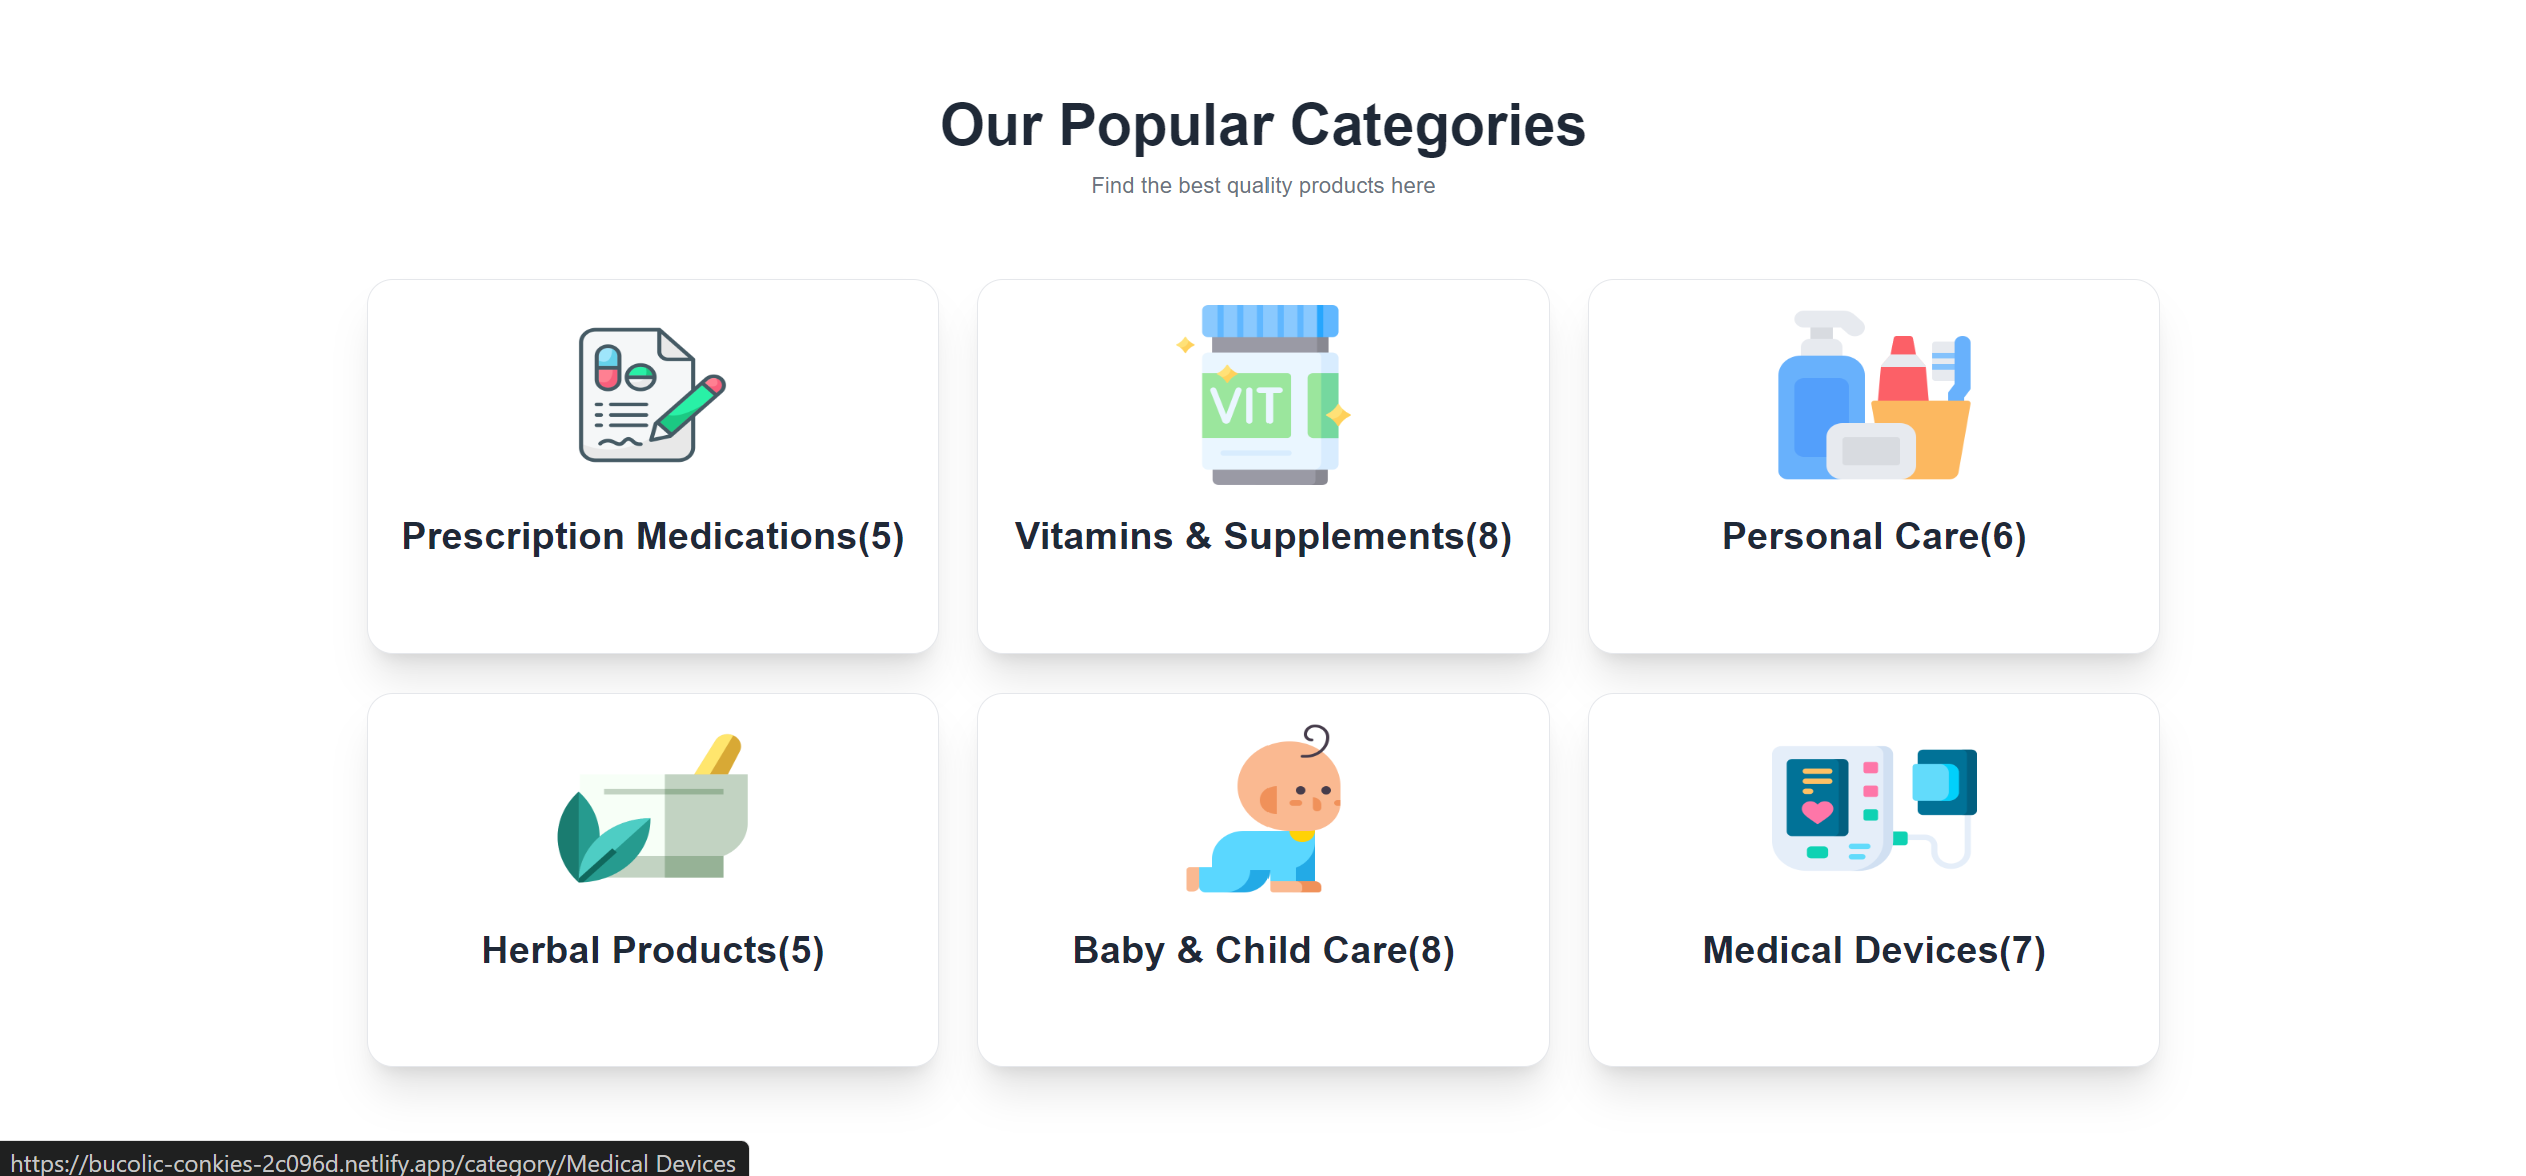 Our Popular Categories
Find the best quality products here
VIT
Prescription Medications(5)
Vitamins & Supplements(8)
Personal Care(6)
Herbal Products(5)
Baby & Child Care(8)
Medical Devices(7)
https://bucolic-conkies-2c096d.netlify.app/category/Medical Devices